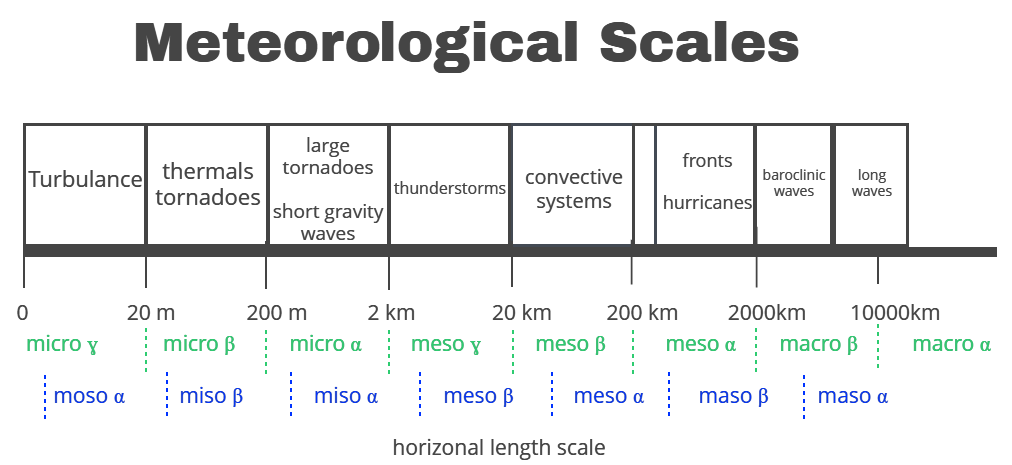 Meteorological Scales
Turbulance
thermals
tornadoes
large
tornadoes
short gravity
waves
thunderstorms
convective
systems
fronts
hurricanes
baroclinic
waves
long
waves
0 20 m 200 m 2 km 20 km 200 km 2000km 10000km
micro ɣ micro β micro α meso ɣ meso β meso α macro β macro α
moso α miso β miso α meso β meso α maso β maso α
horizonal length scale